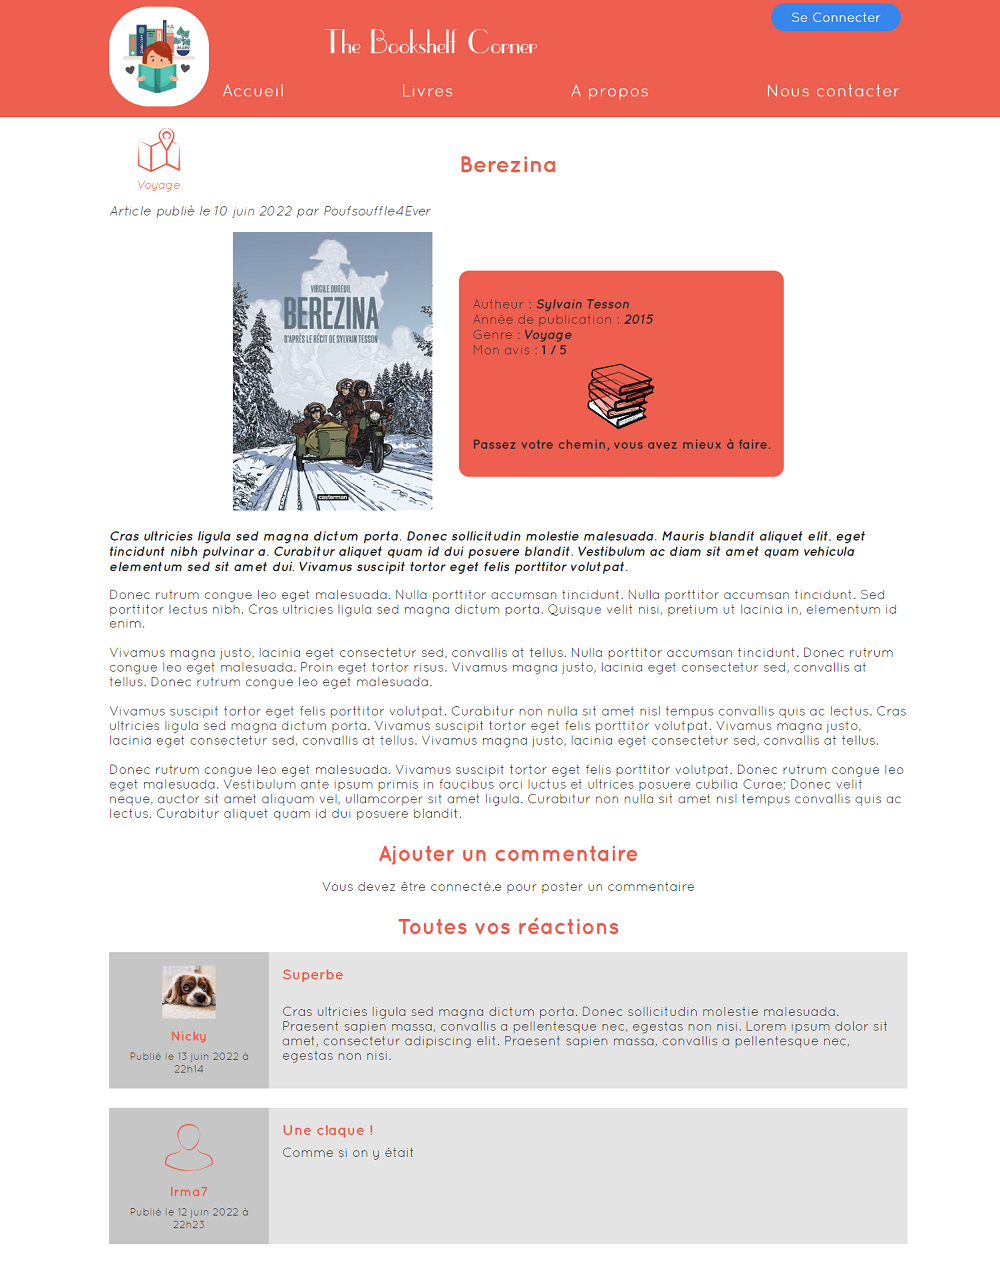 Se Connecter
The Bookshelf Corner
Accueil Livres A propos Nous contacter
Berezina
Voyage
Article publié le 10 juin 2022 par Poufsouffle4Ever
VIRGILE DUREUIL
BEREZINA
D'APRÈS LE RÉCIT DE SYLVAIN TESSON
casterman
Autheur : Sylvain Tesson
Année de publication : 2015
Genre : Voyage
Mon avis : 1 / 5
Passez votre chemin, vous avez mieux à faire.
Cras ultricies ligula sed magna dictum porta. Donec sollicitudin molestie malesuada. Mauris blandit aliquet elit, eget
tincidunt nibh pulvinar a. Curabitur aliquet quam id dui posuere blandit. Vestibulum ac diam sit amet quam vehicula
elementum sed sit amet dui. Vivamus suscipit tortor eget felis porttitor volutpat.
Donec rutrum congue leo eget malesuada. Nulla porttitor accumsan tincidunt. Nulla porttitor accumsan tincidunt. Sed
porttitor lectus nibh. Cras ultricies ligula sed magna dictum porta. Quisque velit nisi, pretium ut lacinia in, elementum id
enim.
Vivamus magna justo, lacinia eget consectetur sed, convallis at tellus. Nulla porttitor accumsan tincidunt. Donec rutrum
congue leo eget malesuada. Proin eget tortor risus. Vivamus magna justo, lacinia eget consectetur sed, convallis at
tellus. Donec rutrum congue leo eget malesuada.
Vivamus suscipit tortor eget felis porttitor volutpat. Curabitur non nulla sit amet nisl tempus convallis quis ac lectus. Cras
ultricies ligula sed magna dictum porta. Vivamus suscipit tortor eget felis porttitor volutpat. Vivamus magna justo,
lacinia eget consectetur sed, convallis at tellus. Vivamus magna justo, lacinia eget consectetur sed, convallis at tellus.
Donec rutrum congue leo eget malesuada. Vivamus suscipit tortor eget felis porttitor volutpat. Donec rutrum congue leo
eget malesuada. Vestibulum ante ipsum primis in faucibus orci luctus et ultrices posuere cubilia Curae; Donec velit
neque, auctor sit amet aliquam vel, ullamcorper sit amet ligula. Curabitur non nulla sit amet nisl tempus convallis quis ac
lectus. Curabitur aliquet quam id dui posuere blandit.
Ajouter un commentaire
Vous devez être connecté.e pour poster un commentaire
Toutes vos réactions
Nicky
Publié le 13 juin 2022 à
22h14
Superbe
Cras ultricies ligula sed magna dictum porta. Donec sollicitudin molestie malesuada.
Praesent sapien massa, convallis a pellentesque nec, egestas non nisi. Lorem ipsum dolor sit
amet, consectetur adipiscing elit. Praesent sapien massa, convallis a pellentesque nec,
egestas non nisi.
Irma7
Publié le 12 juin 2022 à
22h23
Une claque !
Comme si on y était